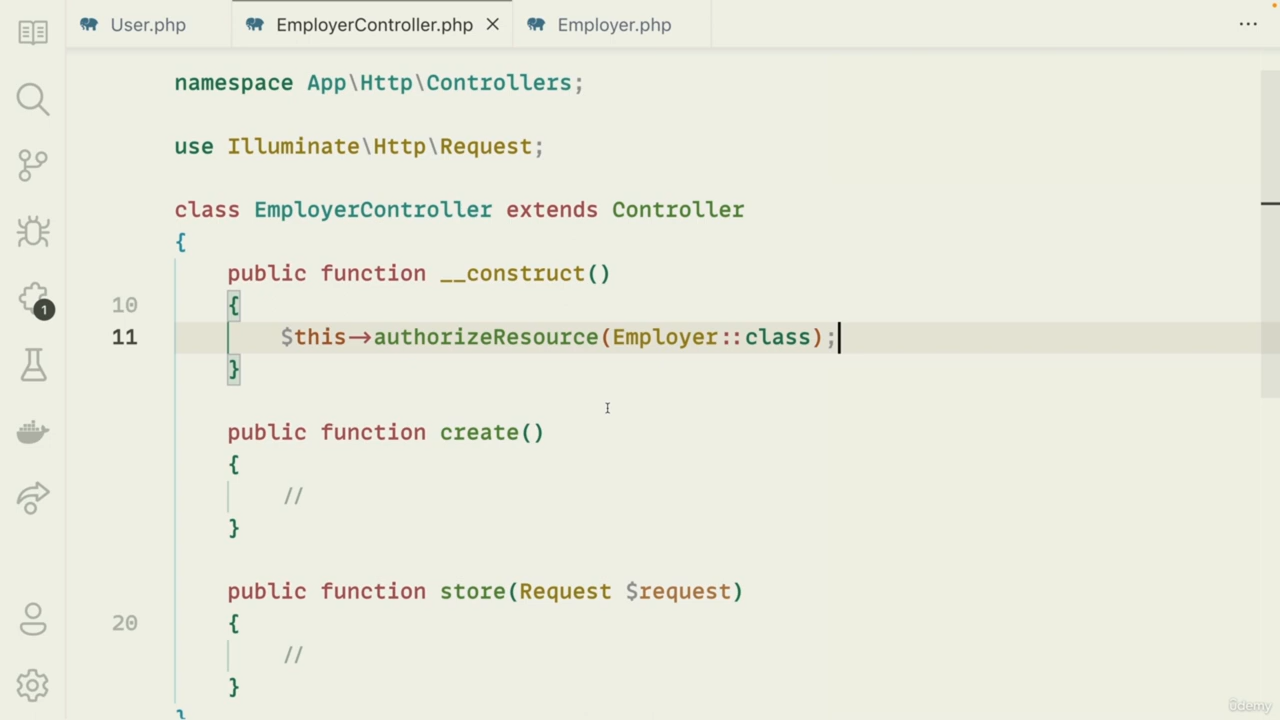 User.php
EmployerController.php
Employer.php
namespace App\Http\Controllers;
use Illuminate\Http\Request;
class EmployerController extends Controller
{
public function __construct()
10 {
11 $this->authorizeResource(Employer::class);
}
public function create()
{
//
}
public function store(Request $request)
20 {
//
}
}
1
ûdemy